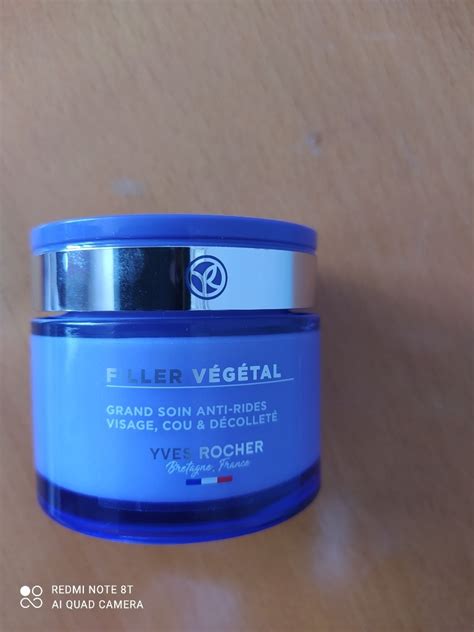 FILLER VÉGÉTAL
GRAND SOIN ANTI-RIDES
VISAGE, COU & DÉCOLLETÉ
YVES ROCHER
Bretagne, France
REDMI NOTE 8T
AI QUAD CAMERA